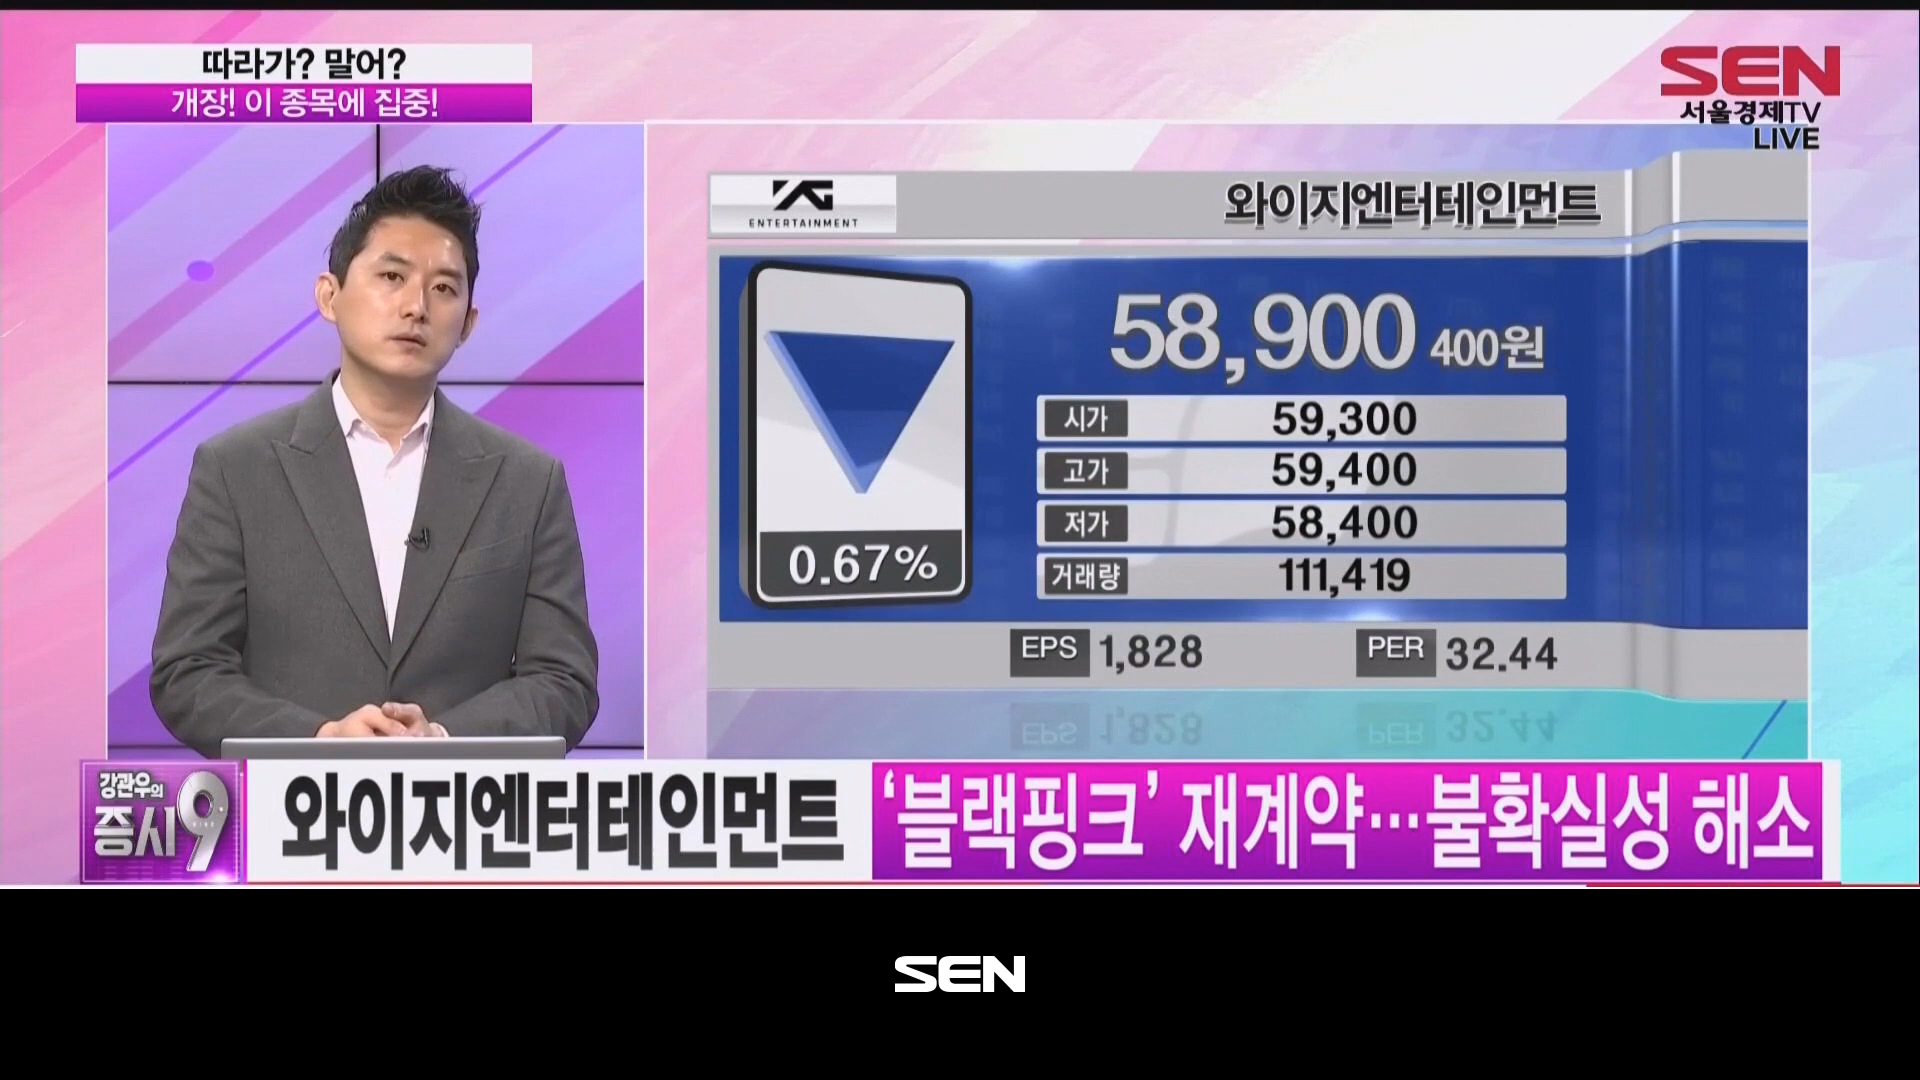 따라가? 말어?
개장! 이 종목에 집중!
SEN
서울경제TV
LIVE
YG
ENTERTAINMENT
와이지엔터테인먼트
58,900 400원
시가 59,300
고가 59,400
저가 58,400
거래량 111,419
0.67%
EPS 1,828 PER 32.44
강관우의
증시9
와이지엔터테인먼트 ‘블랙핑크’ 재계약…불확실성 해소
SEN